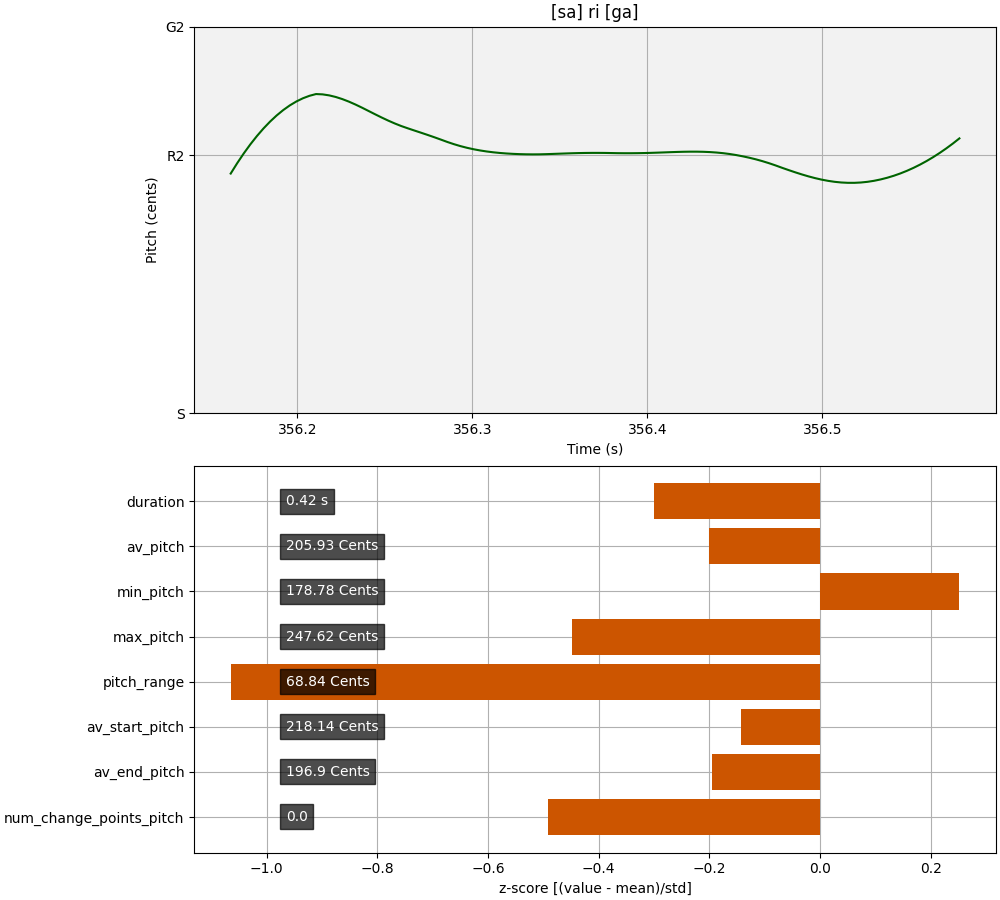 [sa] ri [ga]
G2
R2
S
Pitch (cents)
356.2 356.3 356.4 356.5
Time (s)
duration 0.42 s
av_pitch 205.93 Cents
min_pitch 178.78 Cents
max_pitch 247.62 Cents
pitch_range 68.84 Cents
av_start_pitch 218.14 Cents
av_end_pitch 196.9 Cents
num_change_points_pitch 0.0
−1.0 −0.8 −0.6 −0.4 −0.2 0.0 0.2
z-score [(value - mean)/std]